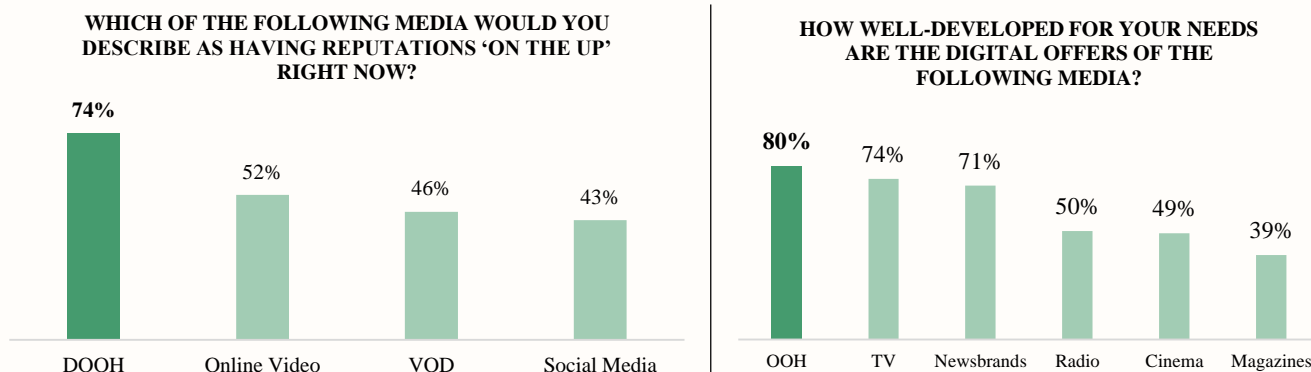 WHICH OF THE FOLLOWING MEDIA WOULD YOU
DESCRIBE AS HAVING REPUTATIONS ‘ON THE UP’
RIGHT NOW?
74%
52%
46%
43%
DOOH
Online Video
VOD
Social Media
HOW WELL-DEVELOPED FOR YOUR NEEDS
ARE THE DIGITAL OFFERS OF THE
FOLLOWING MEDIA?
80%
74%
71%
50%
49%
39%
OOH
TV
Newsbrands
Radio
Cinema
Magazines